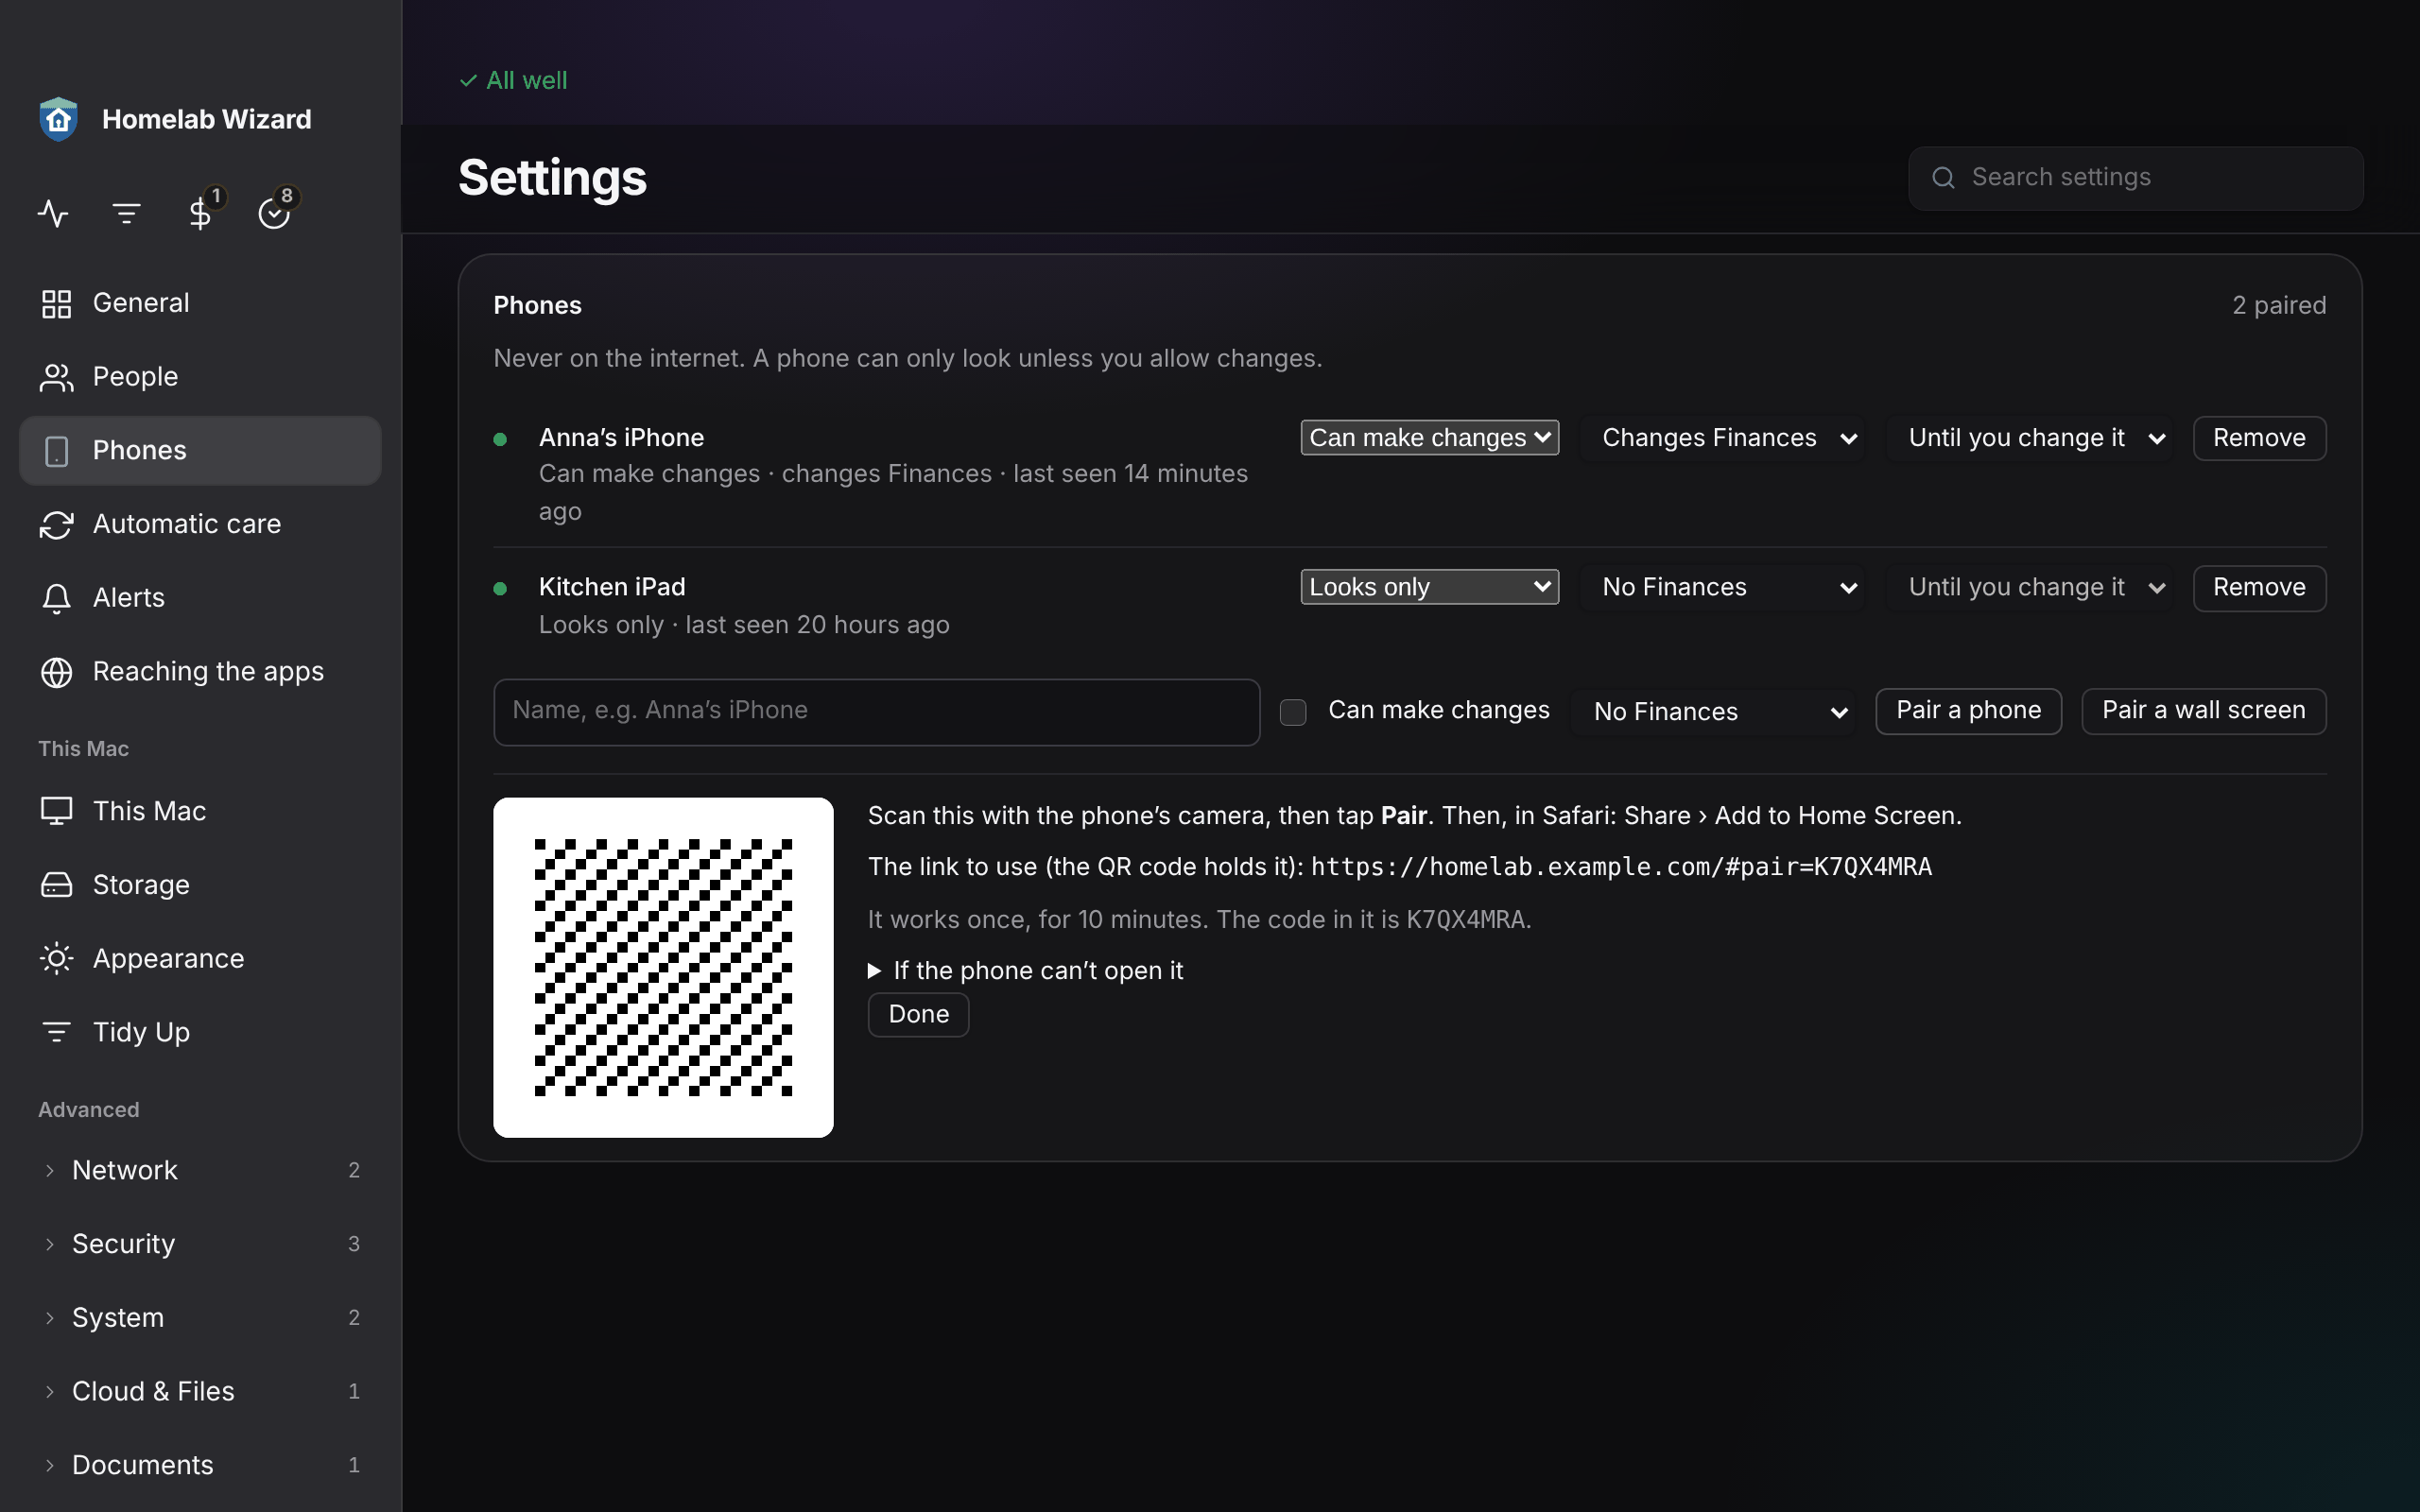 Homelab Wizard
1
8
General
People
Phones
Automatic care
Alerts
Reaching the apps
This Mac
This Mac
Storage
Appearance
Tidy Up
Advanced
Network 2
Security 3
System 2
Cloud & Files 1
Documents 1
All well
Settings
Search settings
Phones
2 paired
Never on the internet. A phone can only look unless you allow changes.
Anna’s iPhone
Can make changes · changes Finances · last seen 14 minutes
ago
Can make changes
Changes Finances
Until you change it
Remove
Kitchen iPad
Looks only · last seen 20 hours ago
Looks only
No Finances
Until you change it
Remove
Name, e.g. Anna’s iPhone
Can make changes
No Finances
Pair a phone
Pair a wall screen
Scan this with the phone’s camera, then tap Pair. Then, in Safari: Share › Add to Home Screen.
The link to use (the QR code holds it): https://homelab.example.com/#pair=K7QX4MRA
It works once, for 10 minutes. The code in it is K7QX4MRA.
If the phone can’t open it
Done